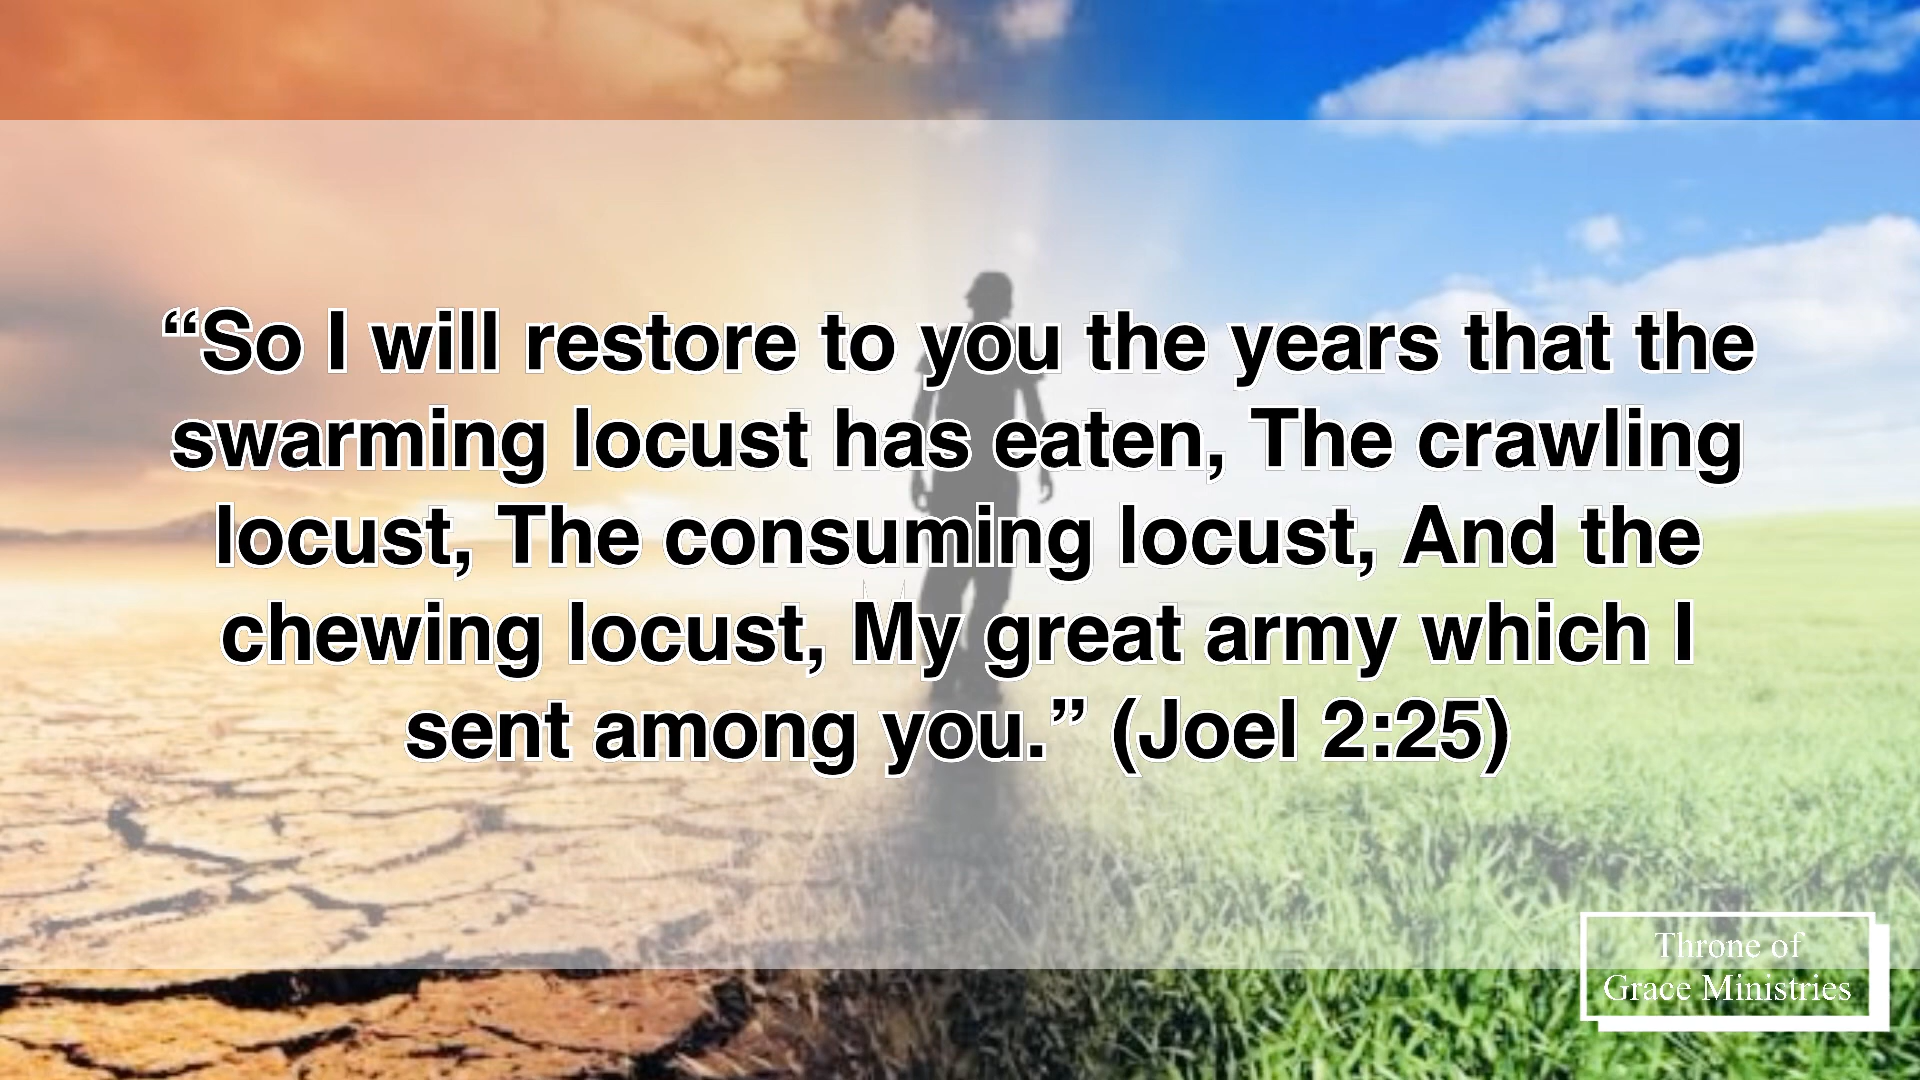 “So I will restore to you the years that the
swarming locust has eaten, The crawling
locust, The consuming locust, And the
chewing locust, My great army which I
sent among you.” (Joel 2:25)
Throne of
Grace Ministries